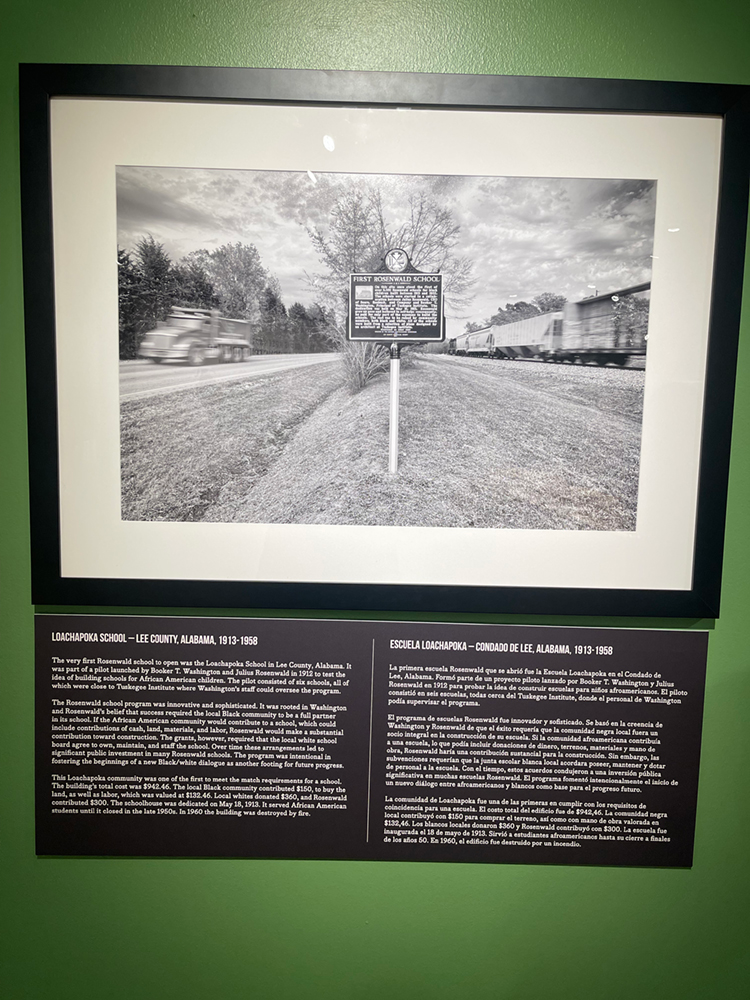 FIRST ROSENWALD SCHOOL
LOACHAPOKA SCHOOL – LEE COUNTY, ALABAMA, 1913-1958
The very first Rosenwald school to open was the Loachapoka School in Lee County, Alabama. It
was part of a pilot launched by Booker T. Washington and Julius Rosenwald in 1912 to test the
idea of building schools for African American children. The pilot consisted of six schools, all of
which were close to Tuskegee Institute where Washington's staff could oversee the program.
The Rosenwald school program was innovative and sophisticated. It was rooted in Washington
and Rosenwald's belief that success required the local Black community to be a full partner
in its school. If the African American community would contribute to a school, which could
include contributions of cash, land, materials, and labor, Rosenwald would make a substantial
contribution toward construction. The grants, however, required that the local white school
board agree to own, maintain, and staff the school. Over time these arrangements led to
significant public investment in many Rosenwald schools. The program was intentional in
fostering the beginnings of a new Black/white dialogue as another footing for future progress.
This Loachapoka community was one of the first to meet the match requirements for a school.
The building's total cost was $942.46. The local Black community contributed $150, to buy the
land, as well as labor, which was valued at $132.46. Local whites donated $360, and Rosenwald
contributed $300. The schoolhouse was dedicated on May 18, 1913. It served African American
students until it closed in the late 1950s. In 1960 the building was destroyed by fire.
ESCUELA LOACHAPOKA – CONDADO DE LEE, ALABAMA, 1913-1958
La primera escuela Rosenwald que se abrió fue la Escuela Loachapoka en el Condado de
Lee, Alabama. Formó parte de un proyecto piloto lanzado por Booker T. Washington y Julius
Rosenwald en 1912 para probar la idea de construir escuelas para niños afroamericanos. El piloto
consistió en seis escuelas, todas cerca del Tuskegee Institute, donde el personal de Washington
podía supervisar el programa.
El programa de escuelas Rosenwald fue innovador y sofisticado. Se basó en la creencia de
Washington y Rosenwald de que el éxito requería que la comunidad negra local fuera un
socio integral en la construcción de su escuela. Si la comunidad afroamericana contribuía
a una escuela, lo que podía incluir donaciones de dinero, terrenos, materiales y mano de
obra, Rosenwald haría una contribución sustancial para la construcción. Sin embargo, las
subvenciones requerían que la junta escolar blanca local acordara poseer, mantener y dotar
de personal a la escuela. Con el tiempo, estos acuerdos condujeron a una inversión pública
significativa en muchas escuelas Rosenwald. El programa fomentó intencionalmente el inicio de
un nuevo diálogo entre afroamericanos y blancos como base para el progreso futuro.
La comunidad de Loachapoka fue una de las primeras en cumplir con los requisitos de
coincidencia para una escuela. El costo total del edificio fue de $942,46. La comunidad negra
local contribuyó con $150 para comprar el terreno, así como con mano de obra valorada en
$132,46. Los blancos locales donaron $360 y Rosenwald contribuyó con $300. La escuela fue
inaugurada el 18 de mayo de 1913. Sirvió a estudiantes afroamericanos hasta su cierre a finales
de los años 50. En 1960, el edificio fue destruido por un incendio.